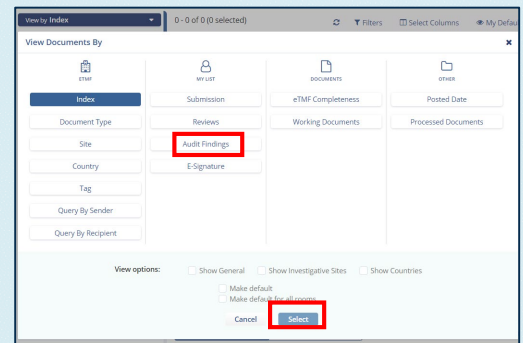 View by Index
0 - 0 of 0 (0 selected)
Filters
Select Columns
My Defau
View Documents By
x
ETMF
MY LIST
DOCUMENTS
OTHER
Index
Submission
eTMF Completeness
Posted Date
Document Type
Reviews
Working Documents
Processed Documents
Site
Audit Findings
Country
E-Signature
Tag
Query By Sender
Query By Recipient
View options:
Show General
Show Investigative Sites
Show Countries
Make default
Make default for all rooms
Cancel
Select